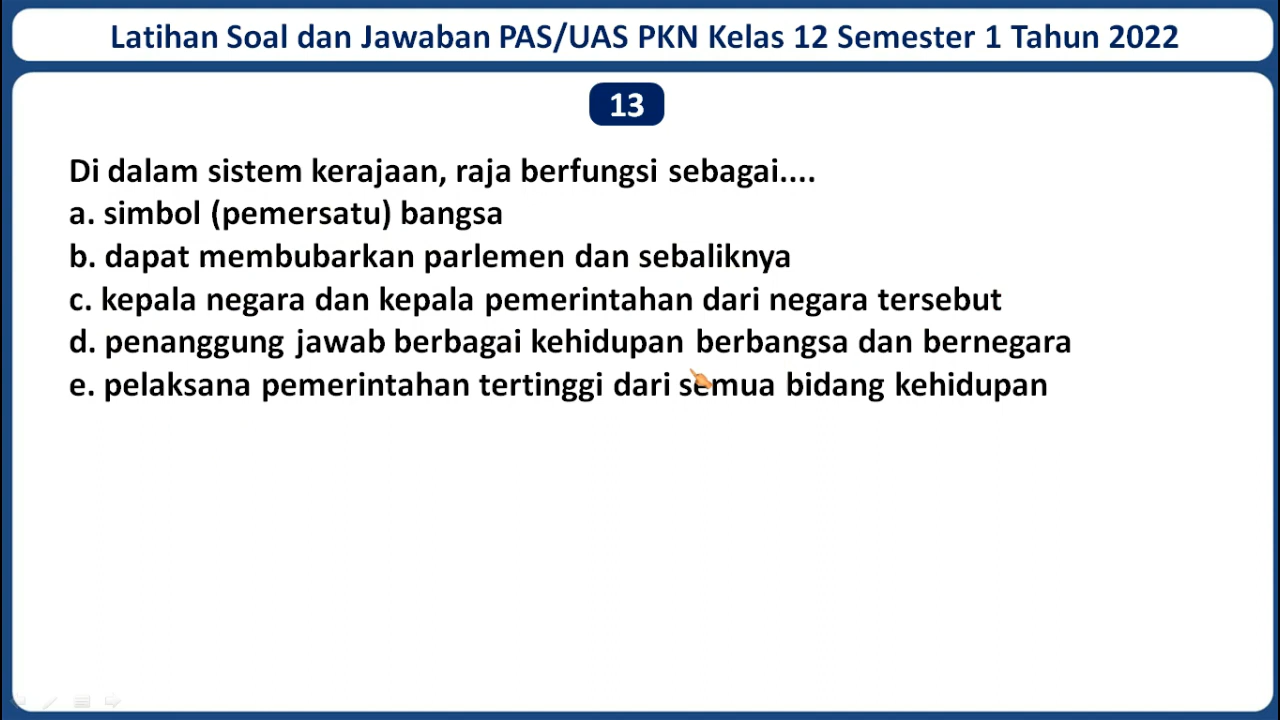 Latihan Soal dan Jawaban PAS/UAS PKN Kelas 12 Semester 1 Tahun 2022
13
Di dalam sistem kerajaan, raja berfungsi sebagai....
a. simbol (pemersatu) bangsa
b. dapat membubarkan parlemen dan sebaliknya
c. kepala negara dan kepala pemerintahan dari negara tersebut
d. penanggung jawab berbagai kehidupan berbangsa dan bernegara
e. pelaksana pemerintahan tertinggi dari semua bidang kehidupan